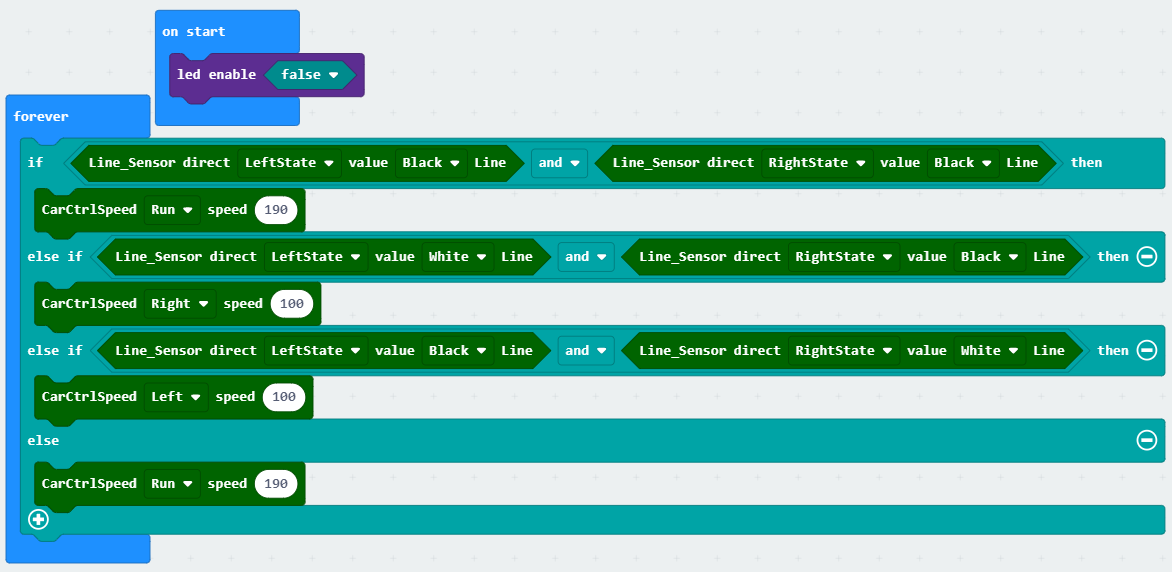 on start
led enable false
forever
if Line_Sensor direct LeftState value Black Line and Line_Sensor direct RightState value Black Line then
CarCtrlSpeed Run speed 190
else if Line_Sensor direct LeftState value White Line and Line_Sensor direct RightState value Black Line then
CarCtrlSpeed Right speed 100
else if Line_Sensor direct LeftState value Black Line and Line_Sensor direct RightState value White Line then
CarCtrlSpeed Left speed 100
else
CarCtrlSpeed Run speed 190